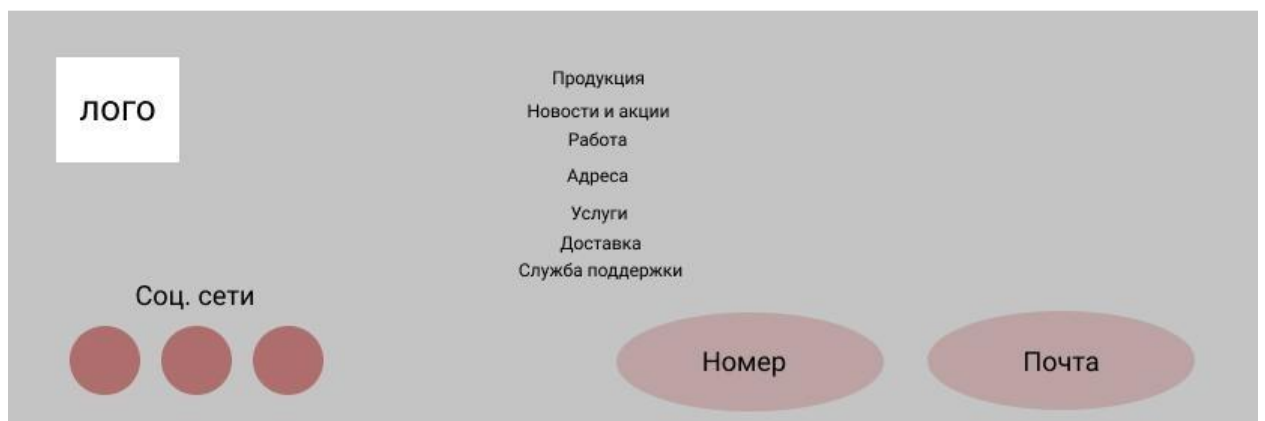 лого
Продукция
Новости и акции
Работа
Адреса
Услуги
Доставка
Служба поддержки
Соц. сети
Номер
Почта